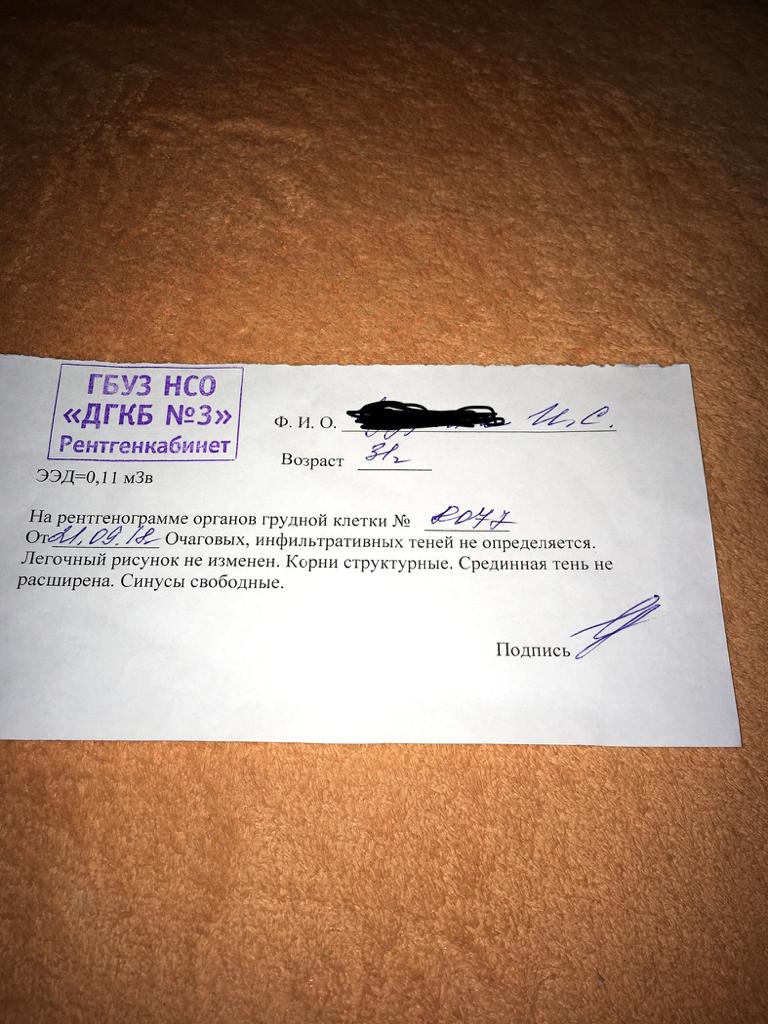 ГБУЗ НСО
«ДГКБ №3»
Рентгенкабинет
ЭЭД=0,11 мЗв
Ф. И. О. И.С.
Возраст 31г
На рентгенограмме органов грудной клетки № 2077
От 21.09.18 Очаговых, инфильтративных теней не определяется.
Легочный рисунок не изменен. Корни структурные. Срединная тень не
расширена. Синусы свободные.
Подпись